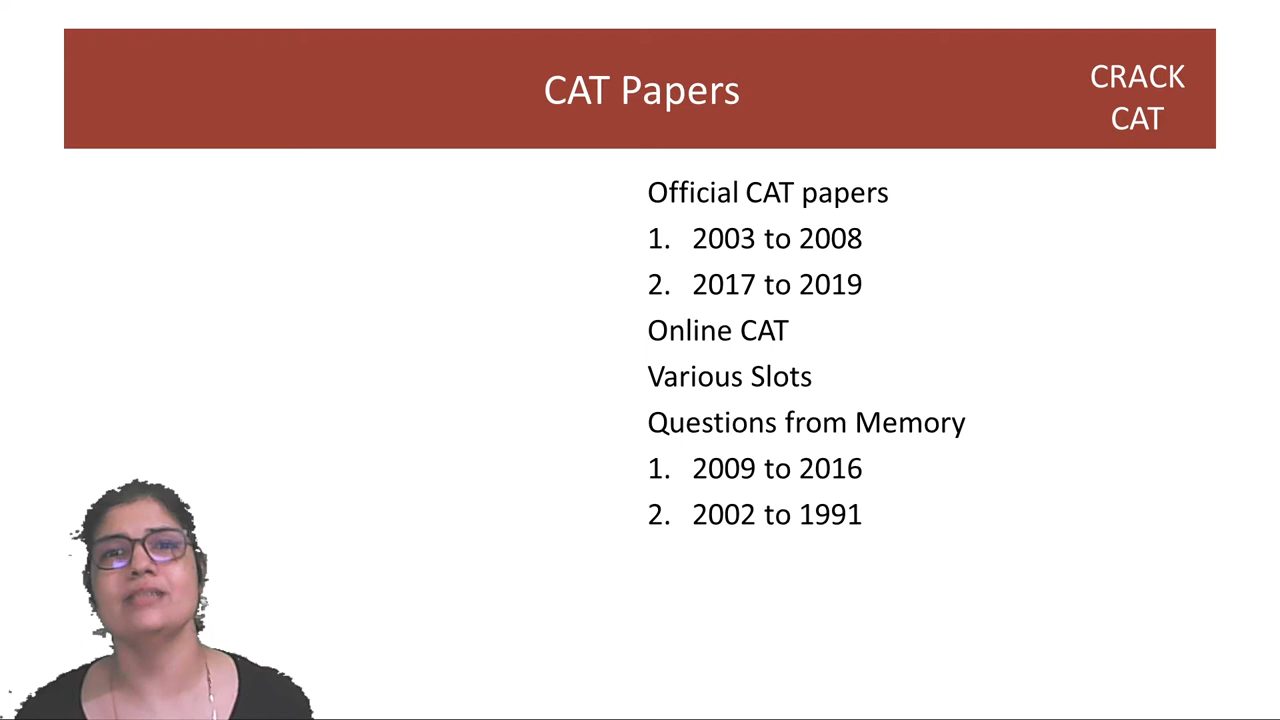 CAT Papers
CRACK
CAT
Official CAT papers
1. 2003 to 2008
2. 2017 to 2019
Online CAT
Various Slots
Questions from Memory
1. 2009 to 2016
2. 2002 to 1991